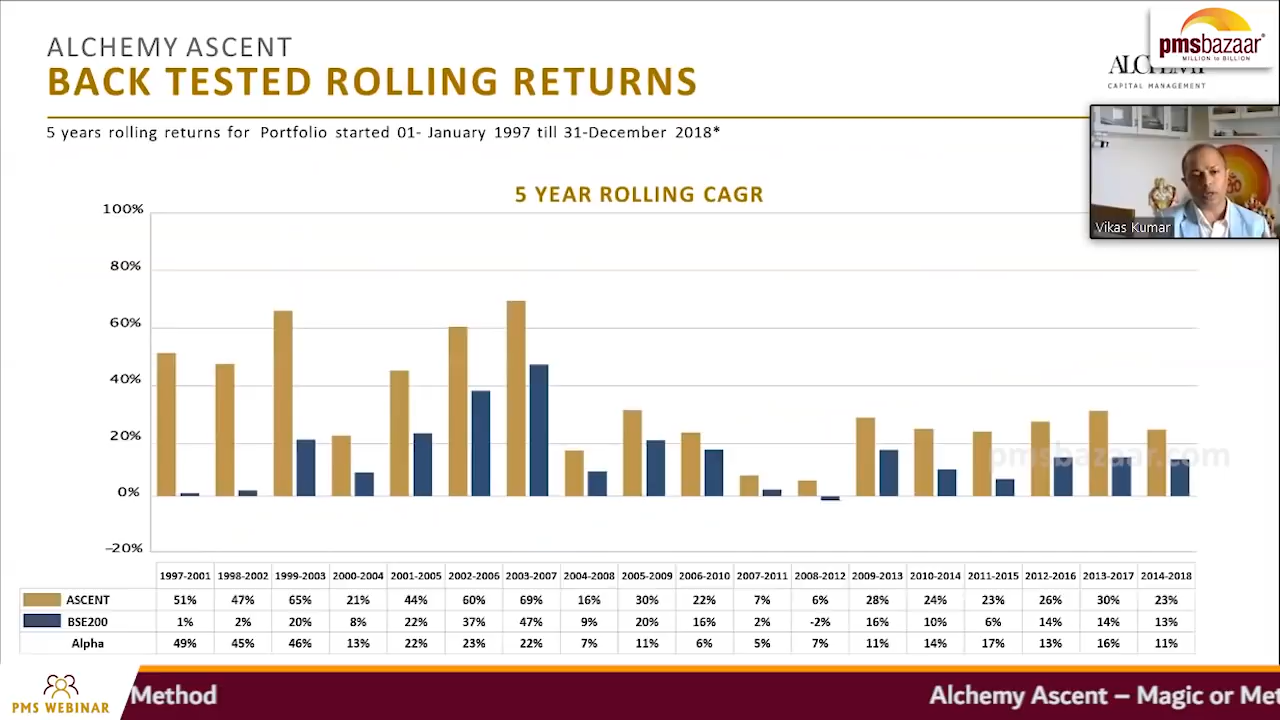 ALCHEMY ASCENT
BACK TESTED ROLLING RETURNS
pmsbazaar®
MILLION to BILLION
CAPITAL MANAGEMENT
5 years rolling returns for Portfolio started 01- January 1997 till 31-December 2018*
Vikas Kumar
5 YEAR ROLLING CAGR
100%
80%
60%
40%
20%
0%
-20%
pmsbazaar.com
1997-2001 1998-2002 1999-2003 2000-2004 2001-2005 2002-2006 2003-2007 2004-2008 2005-2009 2006-2010 2007-2011 2008-2012 2009-2013 2010-2014 2011-2015 2012-2016 2013-2017 2014-2018
ASCENT 51% 47% 65% 21% 44% 60% 69% 16% 30% 22% 7% 6% 28% 24% 23% 26% 30% 23%
BSE200 1% 2% 20% 8% 22% 37% 47% 9% 20% 16% 2% -2% 16% 10% 6% 14% 14% 13%
Alpha 49% 45% 46% 13% 22% 23% 22% 7% 11% 6% 5% 7% 11% 14% 17% 13% 16% 11%
PMS WEBINAR
Method
Alchemy Ascent – Magic or Met